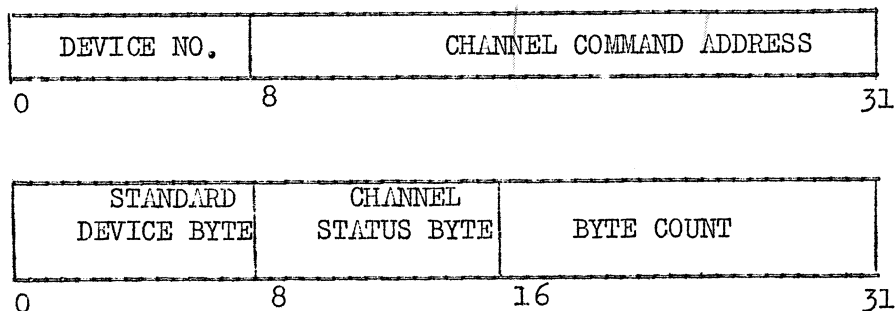 DEVICE NO. CHANNEL COMMAND ADDRESS
0 8 31
STANDARD CHANNEL
DEVICE BYTE STATUS BYTE BYTE COUNT
0 8 16 31